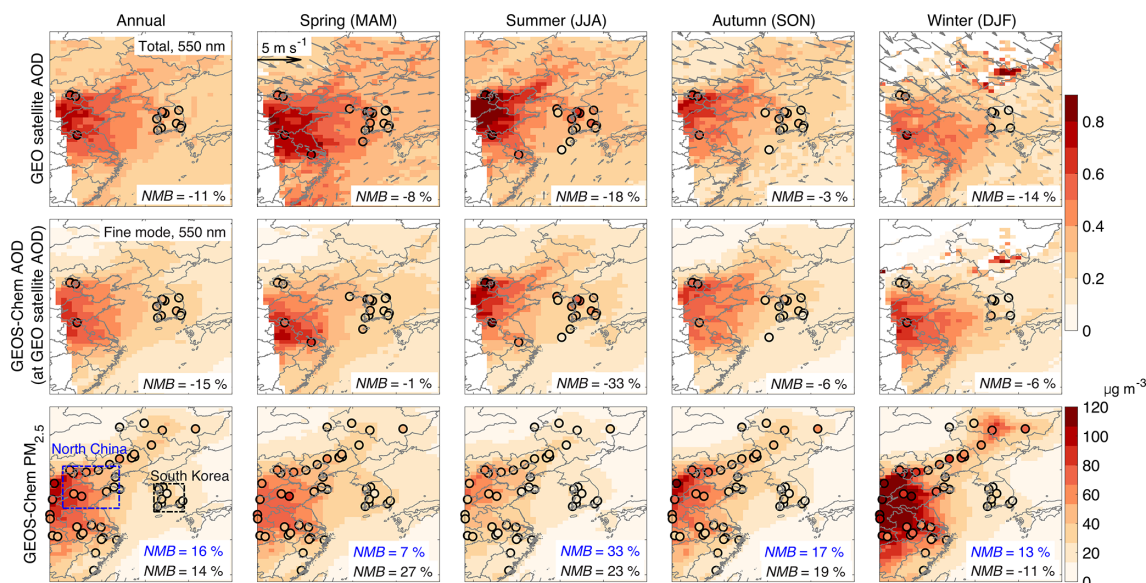 Annual
Spring (MAM)
Summer (JJA)
Autumn (SON)
Winter (DJF)
GEO satellite AOD
Total, 550 nm
5 m s⁻¹
NMB = -11 %
NMB = -8 %
NMB = -18 %
NMB = -3 %
NMB = -14 %
0.8
0.6
0.4
0.2
0
GEOS-Chem AOD
(at GEO satellite AOD)
Fine mode, 550 nm
NMB = -15 %
NMB = -1 %
NMB = -33 %
NMB = -6 %
NMB = -6 %
GEOS-Chem PM₂.₅
North China
South Korea
NMB = 16 %
NMB = 14 %
NMB = 7 %
NMB = 27 %
NMB = 33 %
NMB = 23 %
NMB = 17 %
NMB = 19 %
NMB = 13 %
NMB = -11 %
µg m⁻³
120
100
80
60
40
20
0